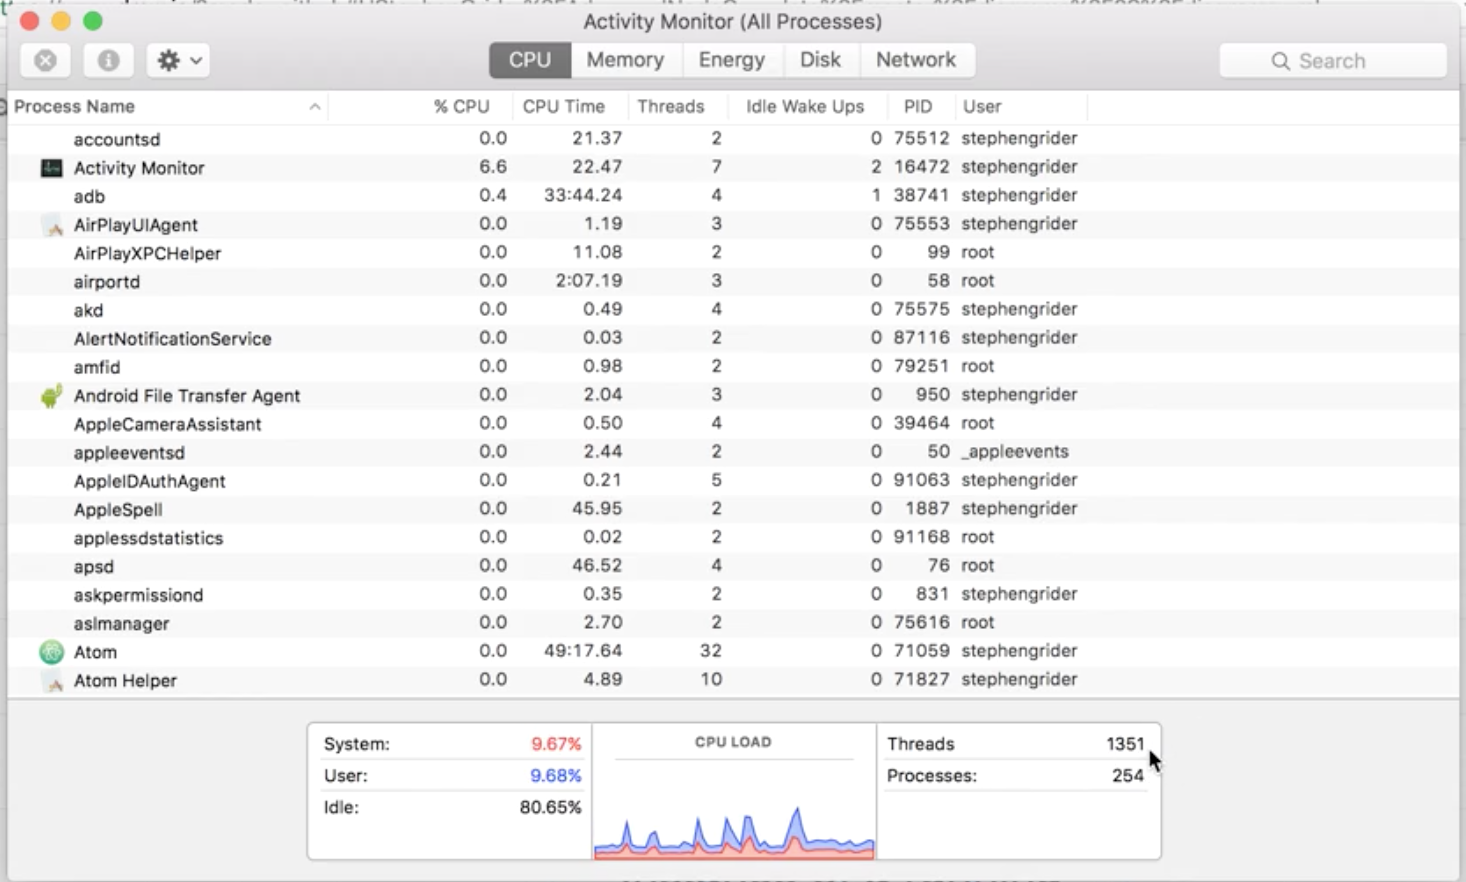 Activity Monitor (All Processes)
CPU Memory Energy Disk Network Search
Process Name % CPU CPU Time Threads Idle Wake Ups PID User
accountsd 0.0 21.37 2 0 75512 stephengrider
Activity Monitor 6.6 22.47 7 2 16472 stephengrider
adb 0.4 33:44.24 4 1 38741 stephengrider
AirPlayUIAgent 0.0 1.19 3 0 75553 stephengrider
AirPlayXPCHelper 0.0 11.08 2 0 99 root
airportd 0.0 2:07.19 3 0 58 root
akd 0.0 0.49 4 0 75575 stephengrider
AlertNotificationService 0.0 0.03 2 0 87116 stephengrider
amfid 0.0 0.98 2 0 79251 root
Android File Transfer Agent 0.0 2.04 3 0 950 stephengrider
AppleCameraAssistant 0.0 0.50 4 0 39464 root
appleeventsd 0.0 2.44 2 0 50 _appleevents
AppleIDAuthAgent 0.0 0.21 5 0 91063 stephengrider
AppleSpell 0.0 45.95 2 0 1887 stephengrider
applessdstatistics 0.0 0.02 2 0 91168 root
apsd 0.0 46.52 4 0 76 root
askpermissiond 0.0 0.35 2 0 831 stephengrider
aslmanager 0.0 2.70 2 0 75616 root
Atom 0.0 49:17.64 32 0 71059 stephengrider
Atom Helper 0.0 4.89 10 0 71827 stephengrider
System: 9.67% CPU LOAD Threads 1351
User: 9.68% Processes: 254
Idle: 80.65%